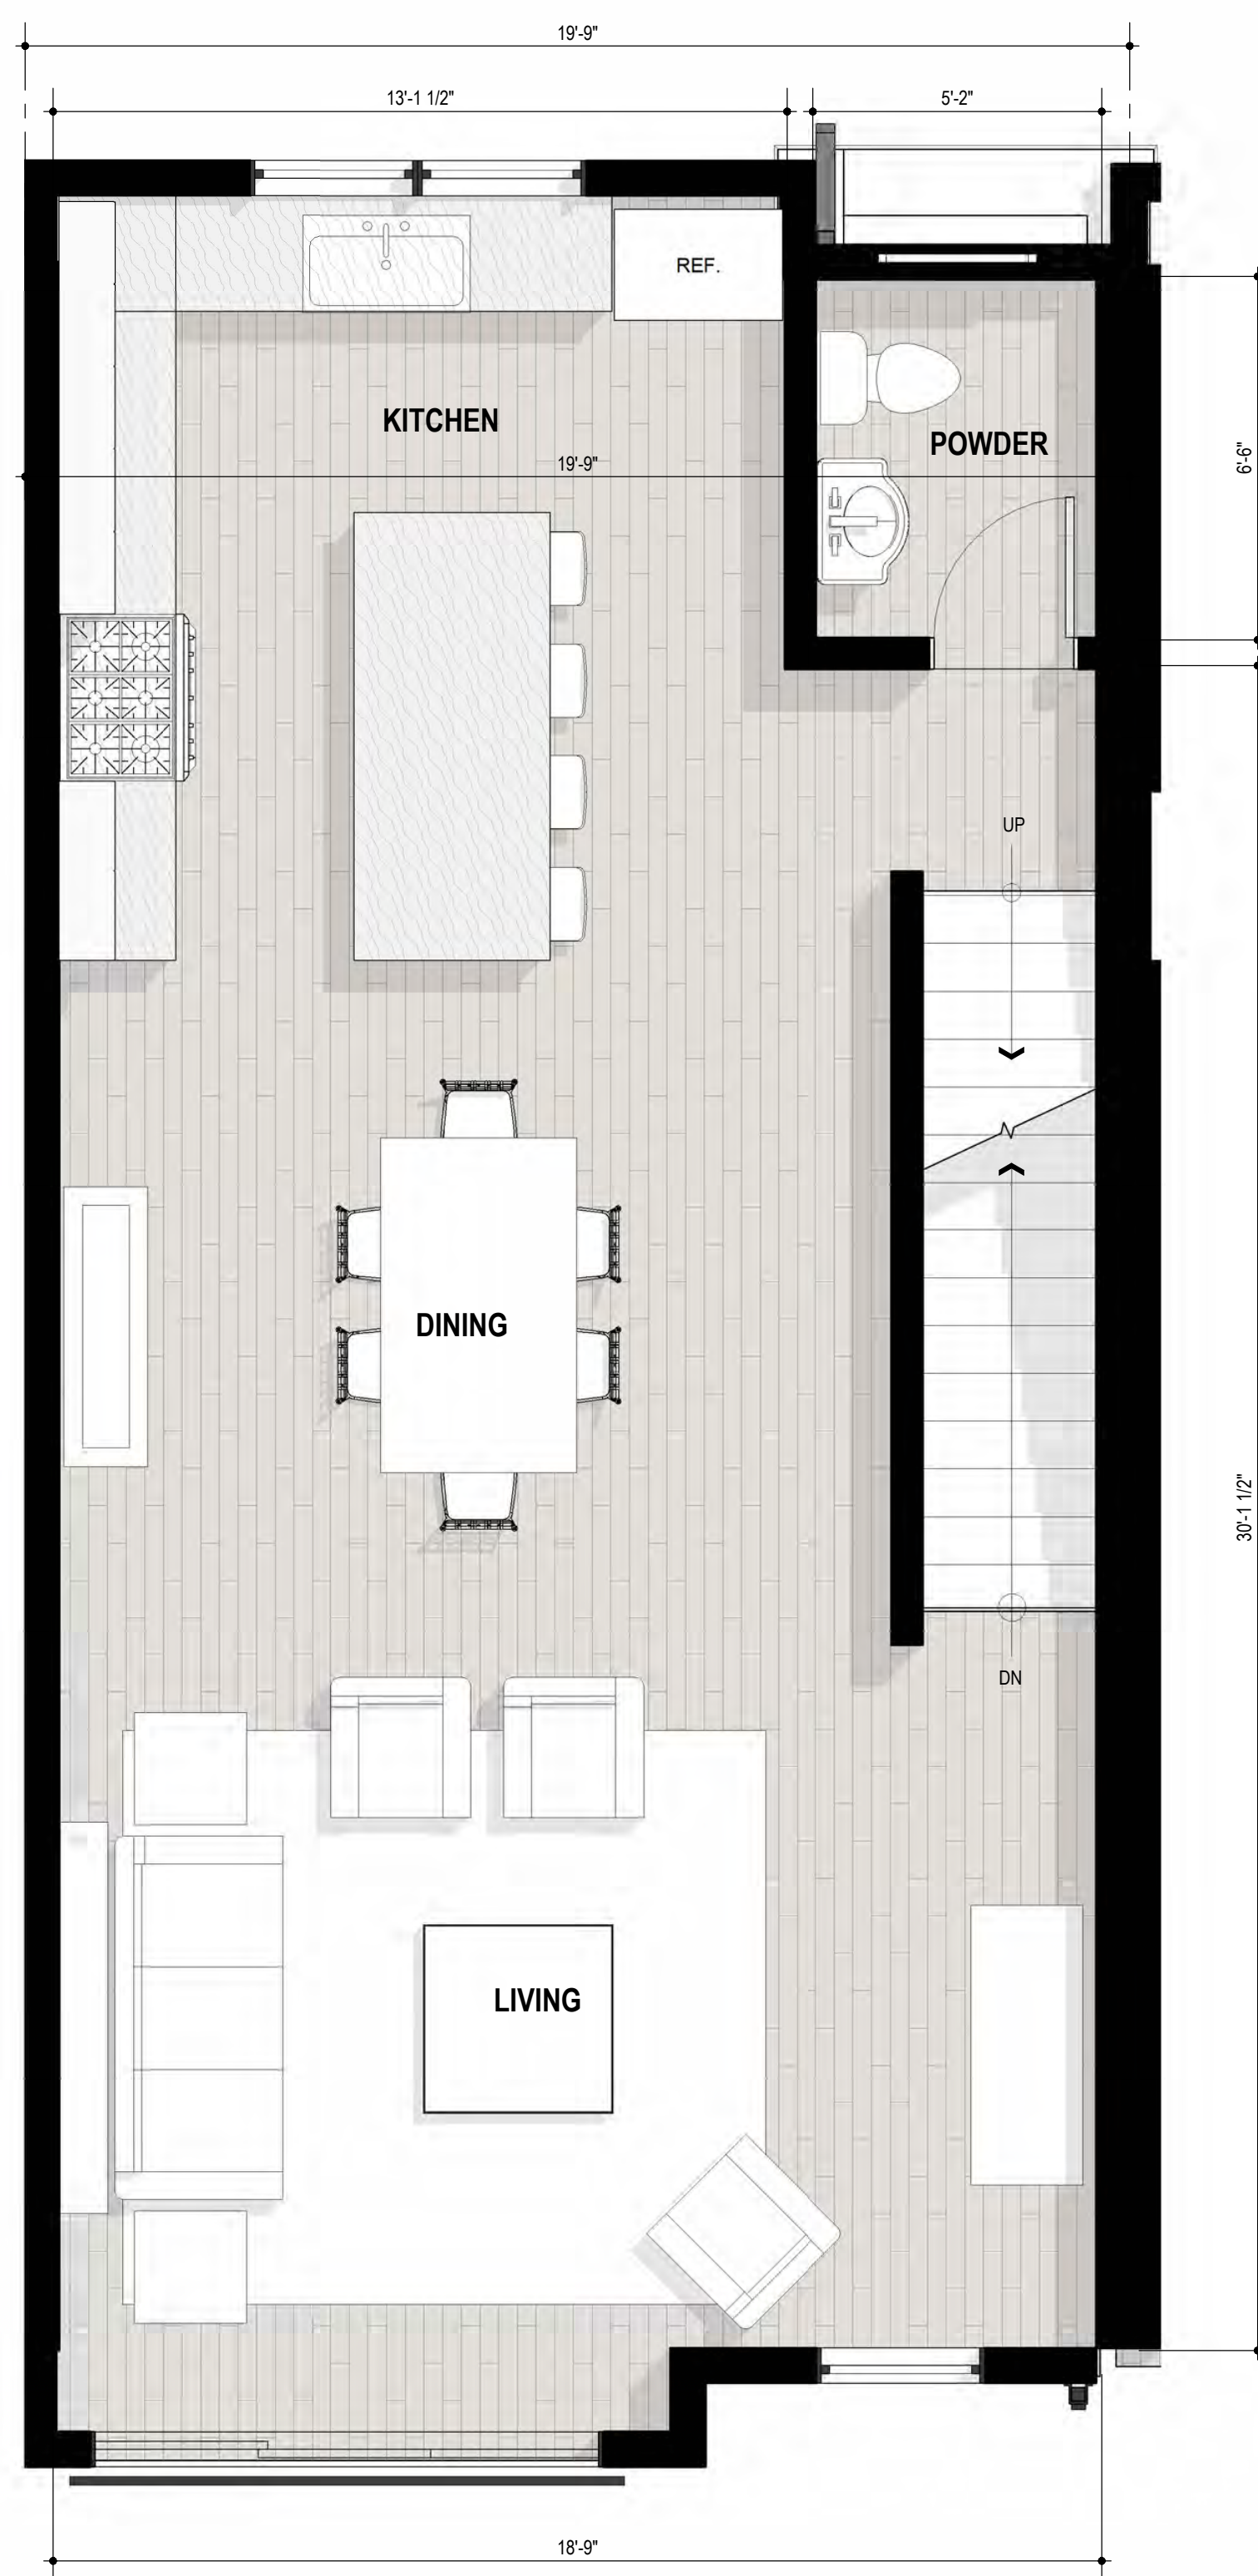 19'-9"
13'-1 1/2"
5'-2"
REF.
KITCHEN
POWDER
19'-9"
6'-6"
UP
DINING
30'-1 1/2"
DN
LIVING
18'-9"